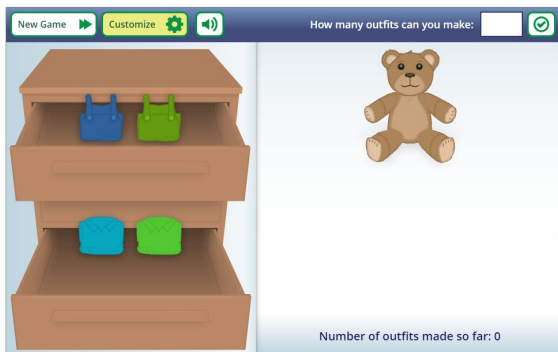 New Game
Customize
How many outfits can you make:
Number of outfits made so far: 0